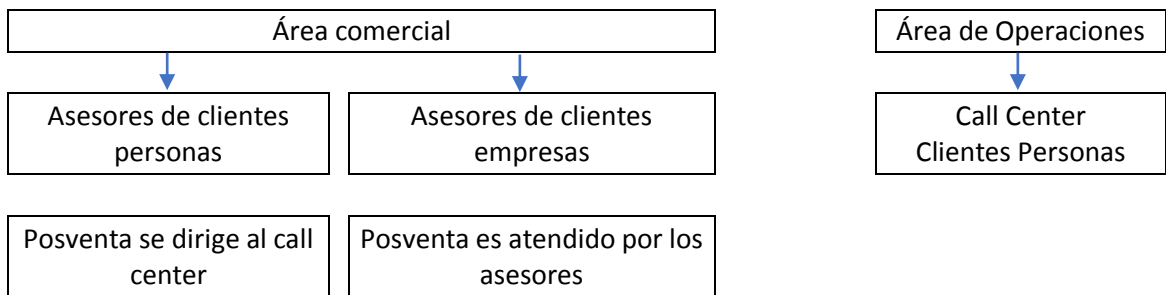 Área comercial
Área de Operaciones
Asesores de clientes
personas
Asesores de clientes
empresas
Call Center
Clientes Personas
Posventa se dirige al call
center
Posventa es atendido por los
asesores